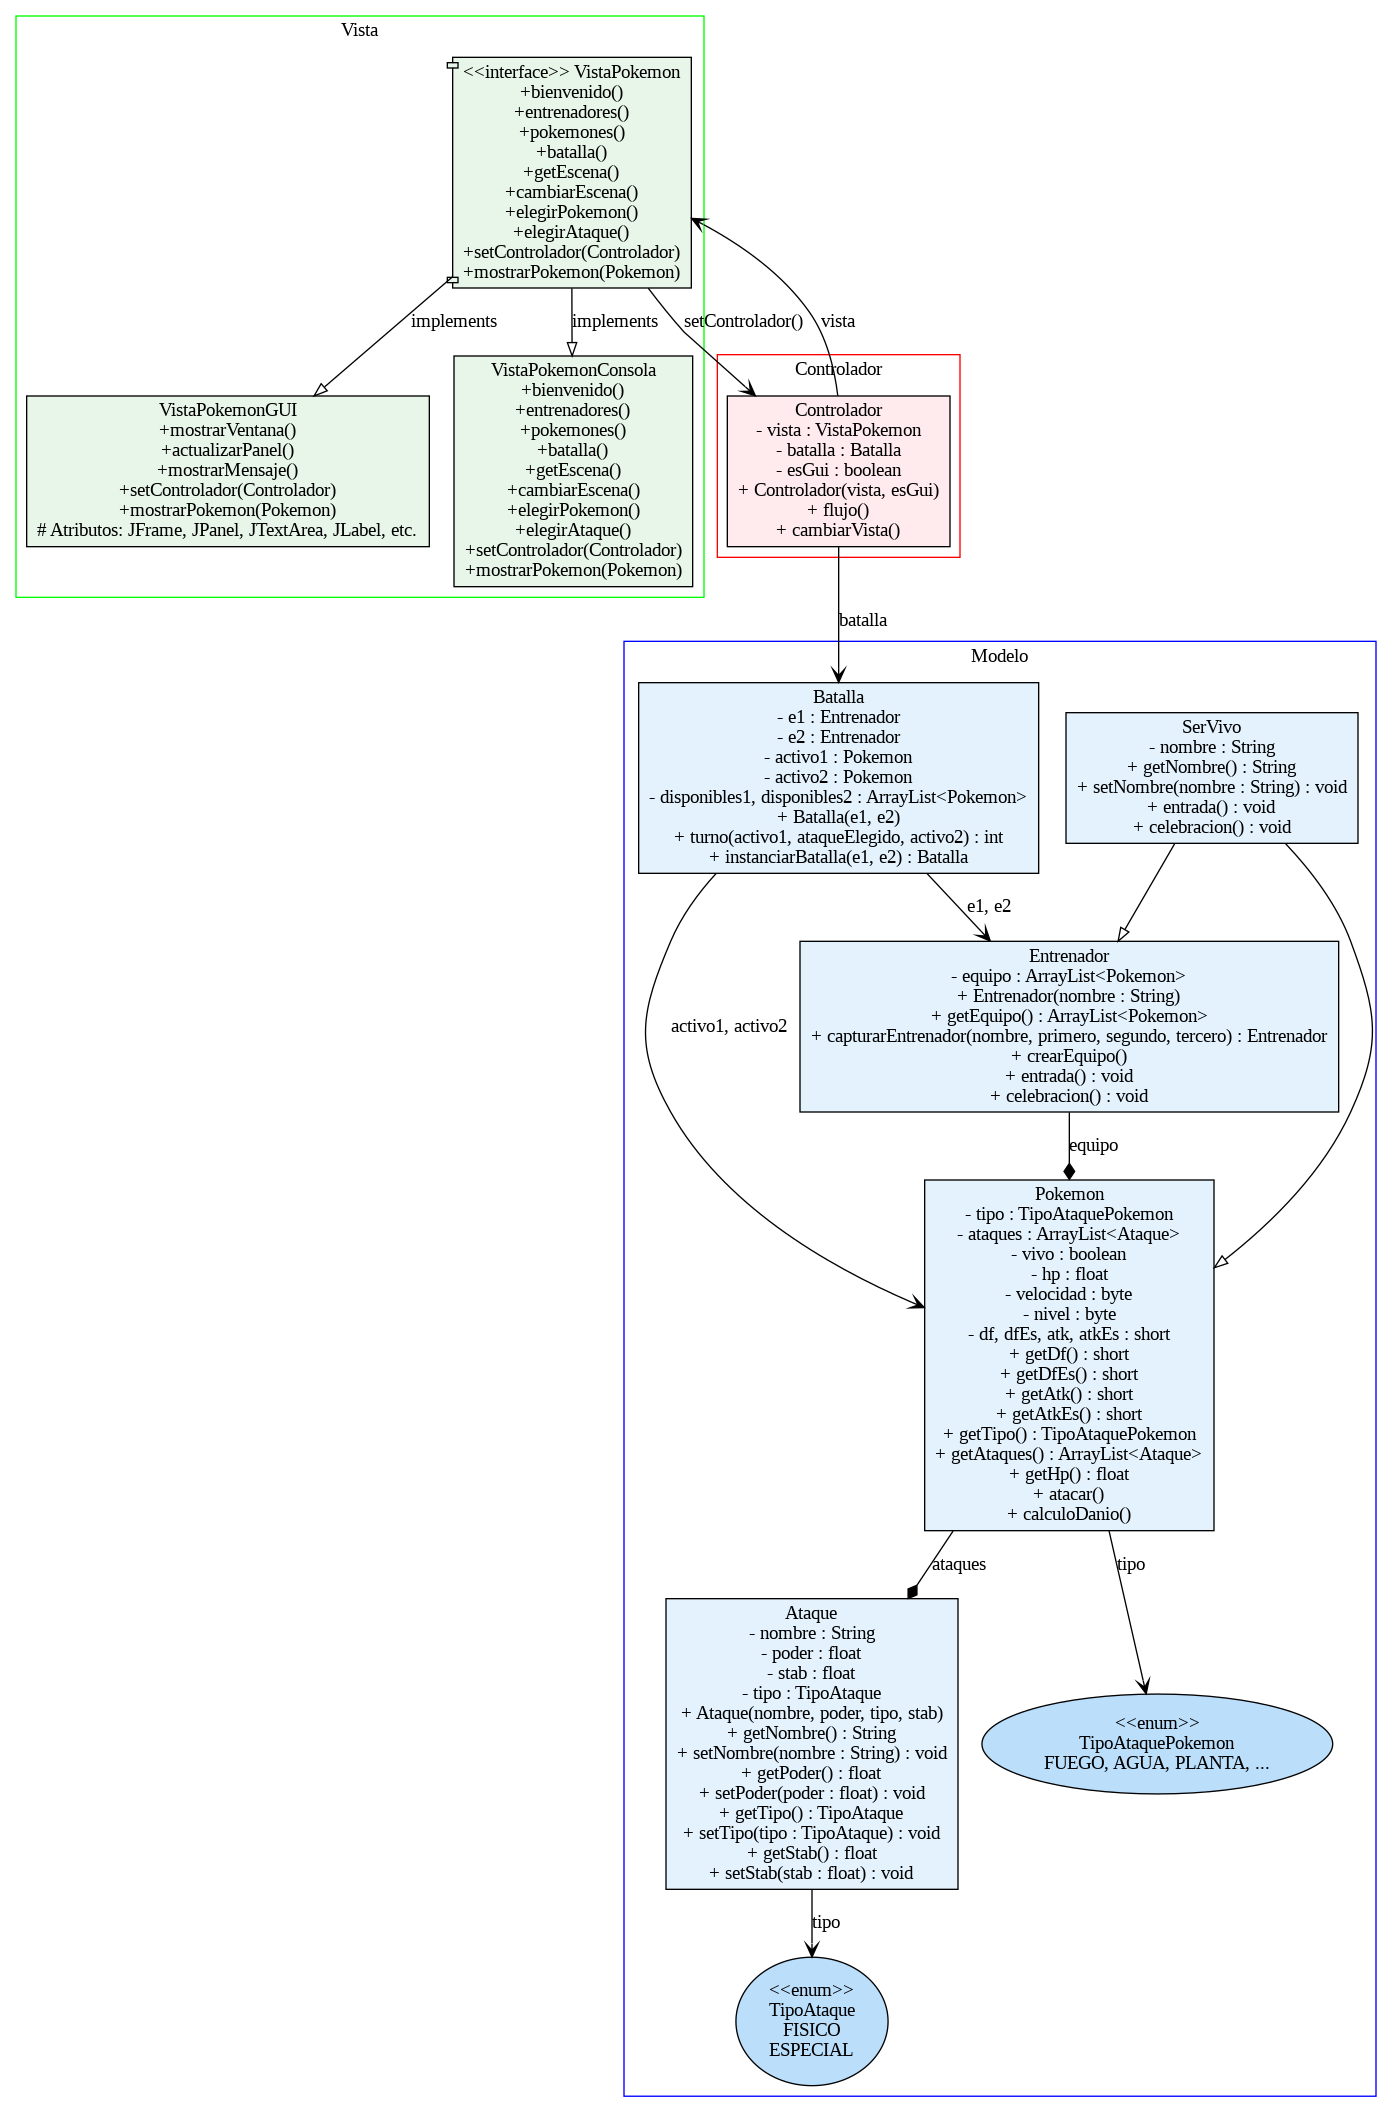 Vista
<<interface>> VistaPokemon
+bienvenido()
+entrenadores()
+pokemones()
+batalla()
+getEscena()
+cambiarEscena()
+elegirPokemon()
+elegirAtaque()
+setControlador(Controlador)
+mostrarPokemon(Pokemon)
implements
implements
setControlador()
vista
VistaPokemonGUI
+mostrarVentana()
+actualizarPanel()
+mostrarMensaje()
+setControlador(Controlador)
+mostrarPokemon(Pokemon)
# Atributos: JFrame, JPanel, JTextArea, JLabel, etc.
VistaPokemonConsola
+bienvenido()
+entrenadores()
+pokemones()
+batalla()
+getEscena()
+cambiarEscena()
+elegirPokemon()
+elegirAtaque()
+setControlador(Controlador)
+mostrarPokemon(Pokemon)
Controlador
Controlador
- vista : VistaPokemon
- batalla : Batalla
- esGui : boolean
+ Controlador(vista, esGui)
+ flujo()
+ cambiarVista()
batalla
Modelo
Batalla
- e1 : Entrenador
- e2 : Entrenador
- activo1 : Pokemon
- activo2 : Pokemon
- disponibles1, disponibles2 : ArrayList<Pokemon>
+ Batalla(e1, e2)
+ turno(activo1, ataqueElegido, activo2) : int
+ instanciarBatalla(e1, e2) : Batalla
SerVivo
- nombre : String
+ getNombre() : String
+ setNombre(nombre : String) : void
+ entrada() : void
+ celebracion() : void
e1, e2
activo1, activo2
Entrenador
- equipo : ArrayList<Pokemon>
+ Entrenador(nombre : String)
+ getEquipo() : ArrayList<Pokemon>
+ capturarEntrenador(nombre, primero, segundo, tercero) : Entrenador
+ crearEquipo()
+ entrada() : void
+ celebracion() : void
equipo
Pokemon
- tipo : TipoAtaquePokemon
- ataques : ArrayList<Ataque>
- vivo : boolean
- hp : float
- velocidad : byte
- nivel : byte
- df, dfEs, atk, atkEs : short
+ getDf() : short
+ getDfEs() : short
+ getAtk() : short
+ getAtkEs() : short
+ getTipo() : TipoAtaquePokemon
+ getAtaques() : ArrayList<Ataque>
+ getHp() : float
+ atacar()
+ calculoDanio()
ataques
tipo
Ataque
- nombre : String
- poder : float
- stab : float
- tipo : TipoAtaque
+ Ataque(nombre, poder, tipo, stab)
+ getNombre() : String
+ setNombre(nombre : String) : void
+ getPoder() : float
+ setPoder(poder : float) : void
+ getTipo() : TipoAtaque
+ setTipo(tipo : TipoAtaque) : void
+ getStab() : float
+ setStab(stab : float) : void
<<enum>>
TipoAtaquePokemon
FUEGO, AGUA, PLANTA, ...
tipo
<<enum>>
TipoAtaque
FISICO
ESPECIAL